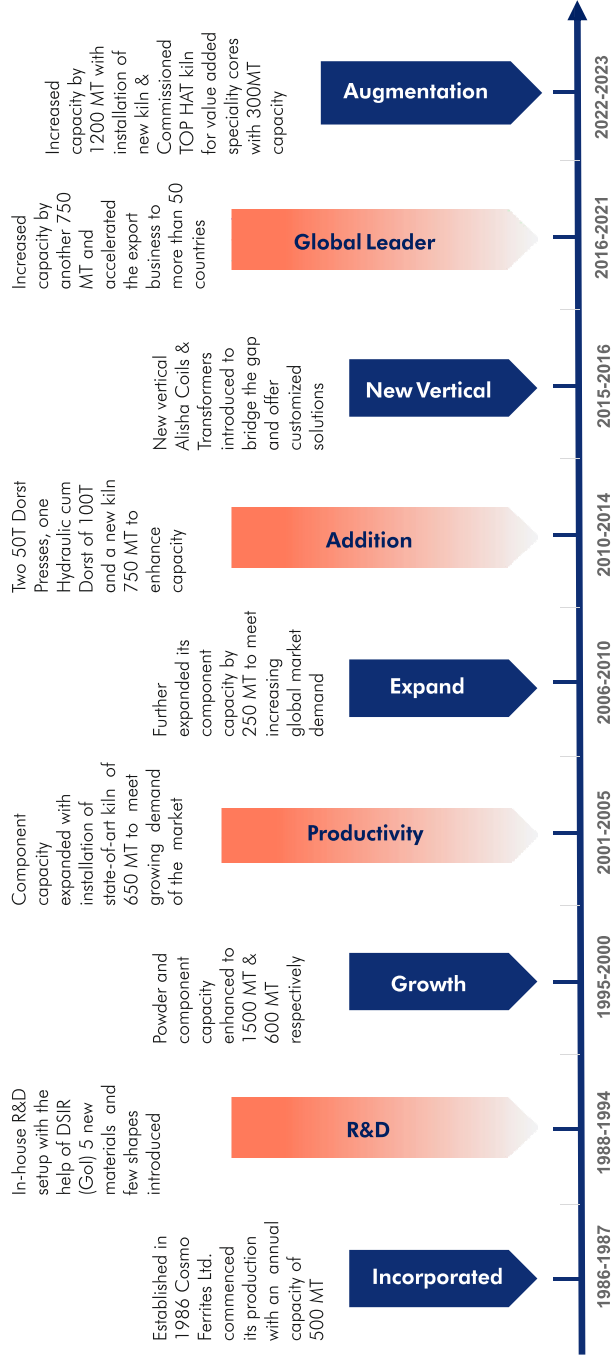 Established in
1986 Cosmo
Ferrites Ltd.
commenced
its production
with an annual
capacity of
500 MT
Incorporated
1986-1987
In-house R&D
setup with the
help of DSIR
(GoI) 5 new
materials and
few shapes
introduced
R&D
1988-1994
Powder and
component
capacity
enhanced to
1500 MT &
600 MT
respectively
Growth
1995-2000
Component
capacity
expanded with
installation of
state-of-art kiln of
650 MT to meet
growing demand
of the market
Productivity
2001-2005
Further
expanded its
component
capacity by
250 MT to meet
increasing
global market
demand
Expand
2006-2010
Two 50T Dorst
Presses, one
Hydraulic cum
Dorst of 100T
and a new kiln
750 MT to
enhance
capacity
Addition
2010-2014
New vertical
Alisha Coils &
Transformers
introduced to
bridge the gap
and offer
customized
solutions
New Vertical
2015-2016
Increased
capacity by
another 750
MT and
accelerated
the export
business to
more than 50
countries
Global Leader
2016-2021
Increased
capacity by
1200 MT with
installation of
new kiln &
Commissioned
TOP HAT kiln
for value added
speciality cores
with 300MT
capacity
Augmentation
2022-2023